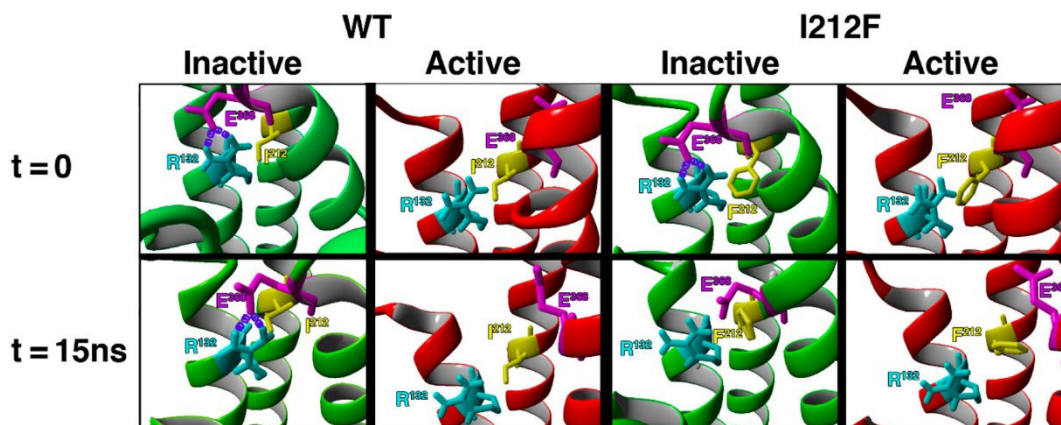 WT I212F
Inactive Active Inactive Active
t = 0
E³⁶⁸ R¹³² I²¹²
E³⁶⁸ I²¹² R¹³²
E³⁶⁸ R¹³² F²¹²
E³⁶⁸ F²¹² R¹³²
t = 15ns
E³⁶⁸ I²¹² R¹³²
E³⁶⁸ I²¹² R¹³²
E³⁶⁸ F²¹² R¹³²
E³⁶ F²¹² R¹³²